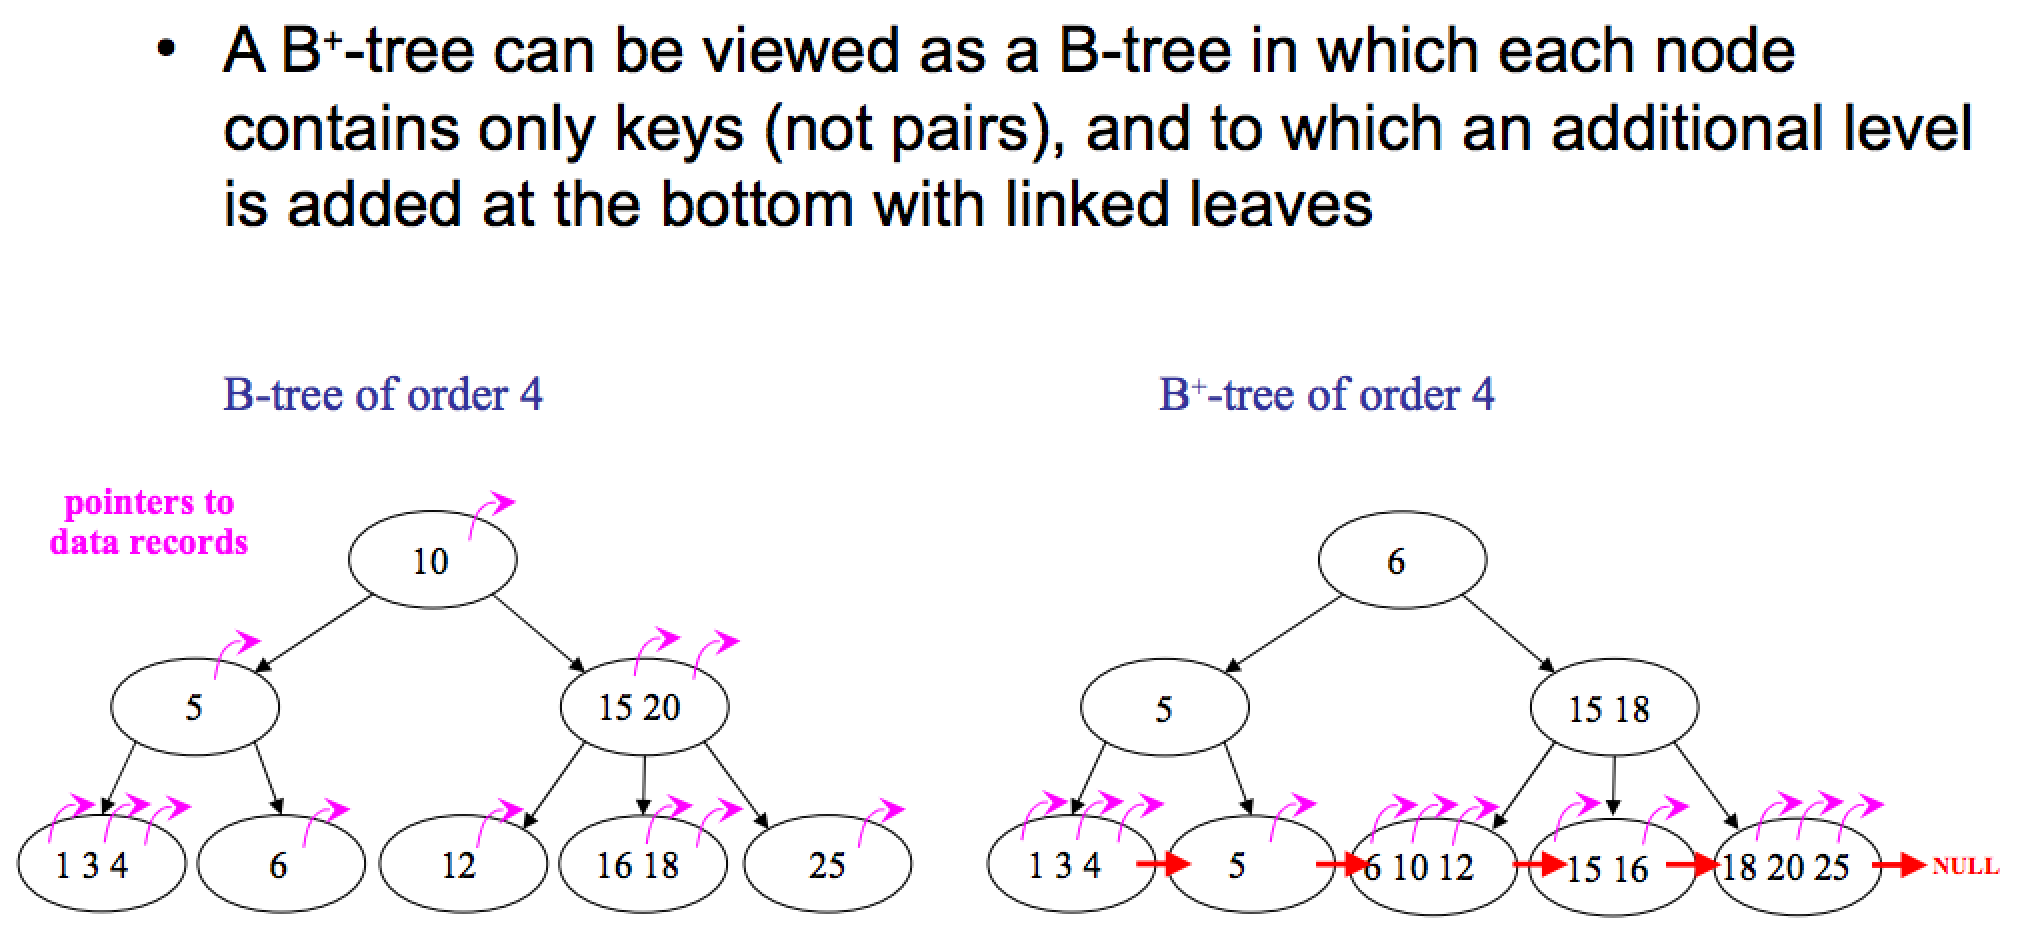 • A B⁺-tree can be viewed as a B-tree in which each node
contains only keys (not pairs), and to which an additional level
is added at the bottom with linked leaves
B-tree of order 4
B⁺-tree of order 4
pointers to
data records
10
5
15 20
1 3 4
6
12
16 18
25
6
5
15 18
1 3 4
5
6 10 12
15 16
18 20 25
NULL